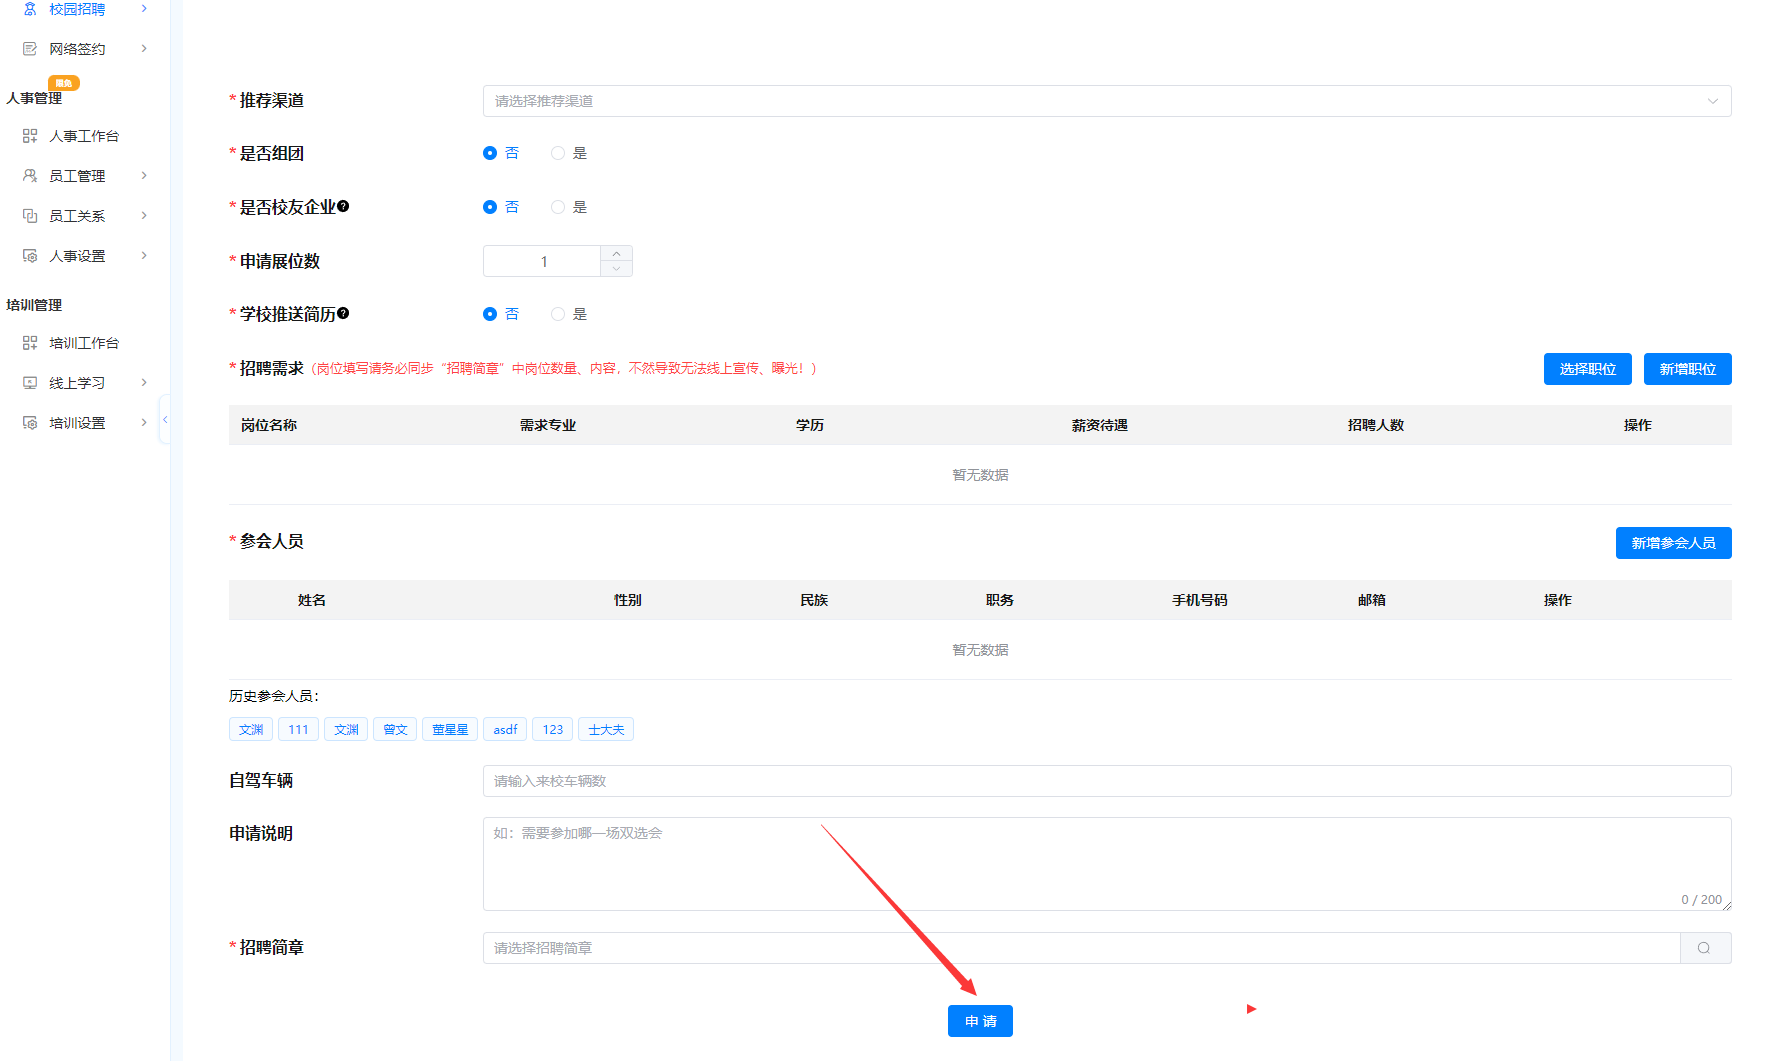 校园招聘
网络签约
限免
人事管理
人事工作台
员工管理
员工关系
人事设置
培训管理
培训工作台
线上学习
培训设置
*推荐渠道 请选择推荐渠道
*是否组团 否 是
*是否校友企业? 否 是
*申请展位数 1
*学校推送简历? 否 是
*招聘需求（岗位填写请务必同步“招聘简章”中岗位数量、内容，不然导致无法线上宣传、曝光！） 选择职位 新增职位
岗位名称 需求专业 学历 薪资待遇 招聘人数 操作
暂无数据
*参会人员 新增参会人员
姓名 性别 民族 职务 手机号码 邮箱 操作
暂无数据
历史参会人员：
文渊 111 文渊 曾文 董星星 asdf 123 士大夫
自驾车辆 请输入来校车辆数
申请说明 如：需要参加哪一场双选会
0 / 200
*招聘简章 请选择招聘简章
申 请